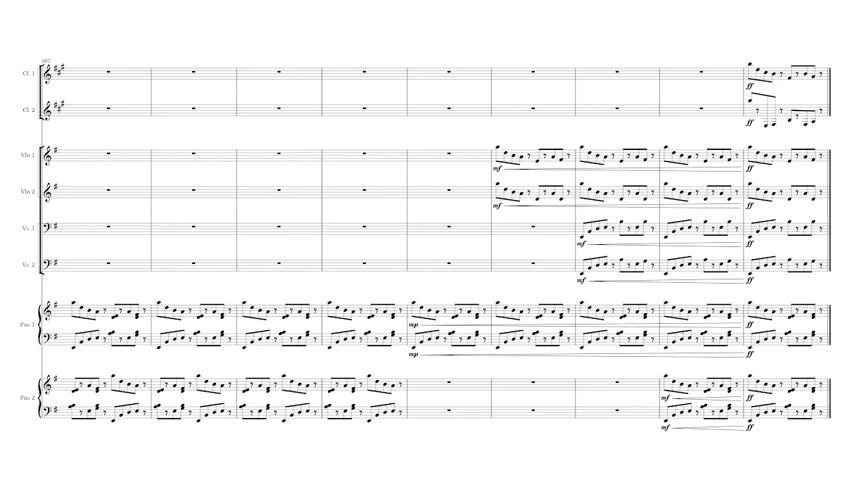 607
Cl. 1
ff
Cl. 2
ff
Vln 1
mf ff
Vln 2
mf ff
Vc. 1
mf ff
Vc. 2
mf ff
Pno 1
mp ff
mp ff
Pno 2
mf ff
mf ff